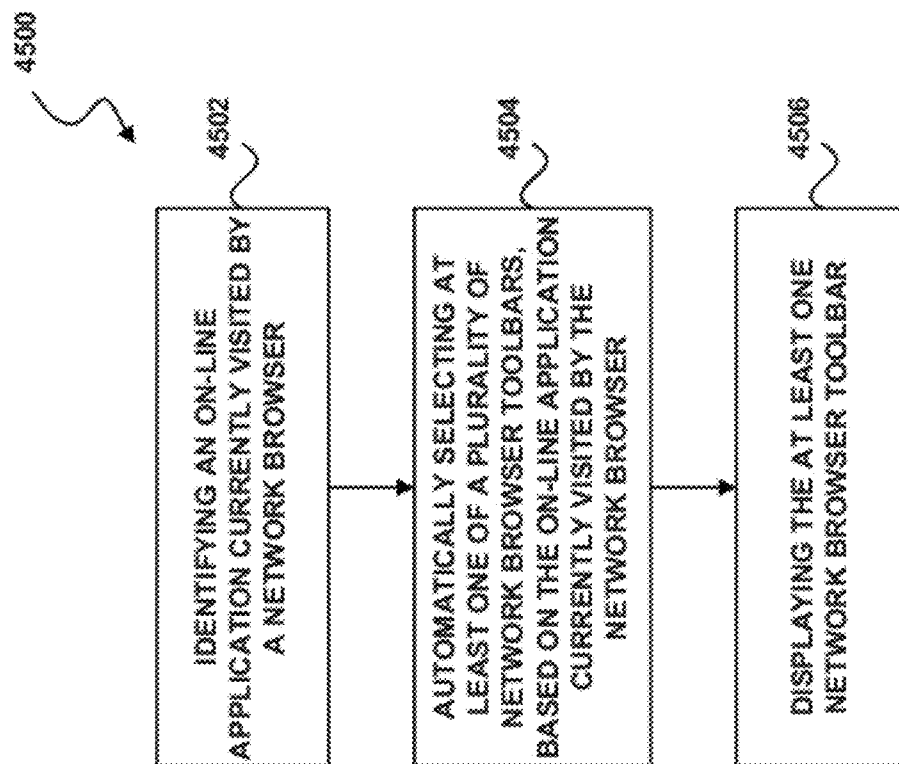 4500
IDENTIFYING AN ON-LINE
APPLICATION CURRENTLY VISITED BY
A NETWORK BROWSER
4502
AUTOMATICALLY SELECTING AT
LEAST ONE OF A PLURALITY OF
NETWORK BROWSER TOOLBARS,
BASED ON THE ON-LINE APPLICATION
CURRENTLY VISITED BY THE
NETWORK BROWSER
4504
DISPLAYING THE AT LEAST ONE
NETWORK BROWSER TOOLBAR
4506